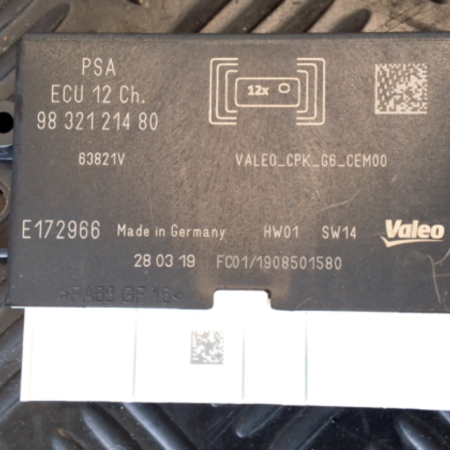 PSA
ECU 12 Ch.
98 321 214 80
12x
63821V
VALEO_CPK_G6_CEM00
E172966 Made in Germany HW01 SW14 Valeo
28 03 19 FC01/1908501580